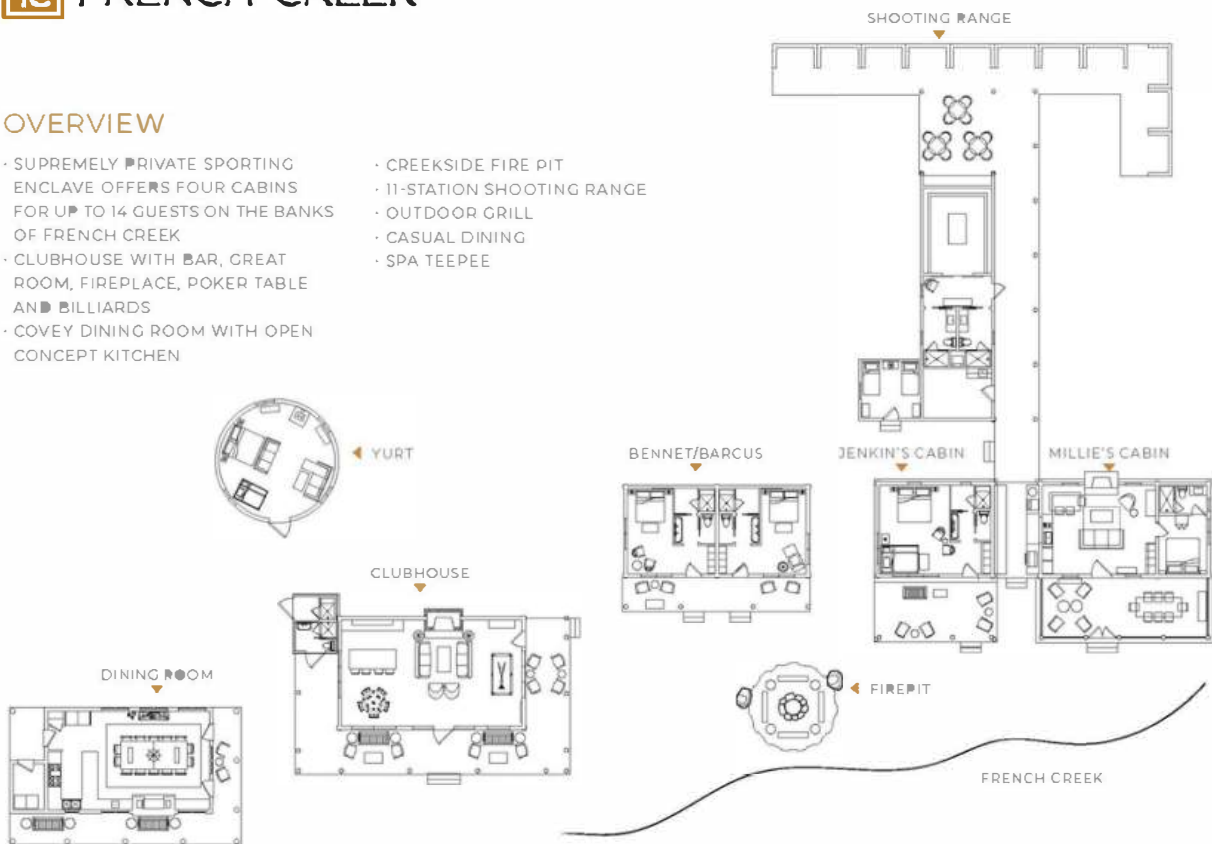 FRENCH CREEK
SHOOTING RANGE
OVERVIEW
· SUPREMELY PRIVATE SPORTING
ENCLAVE OFFERS FOUR CABINS
FOR UP TO 14 GUESTS ON THE BANKS
OF FRENCH CREEK
· CLUBHOUSE WITH BAR, GREAT
ROOM, FIREPLACE, POKER TABLE
AND BILLIARDS
· COVEY DINING ROOM WITH OPEN
CONCEPT KITCHEN
· CREEKSIDE FIRE PIT
· 11-STATION SHOOTING RANGE
· OUTDOOR GRILL
· CASUAL DINING
· SPA TEEPEE
YURT
BENNET/BARCUS
JENKIN'S CABIN
MILLIE'S CABIN
CLUBHOUSE
DINING ROOM
FIREPIT
FRENCH CREEK